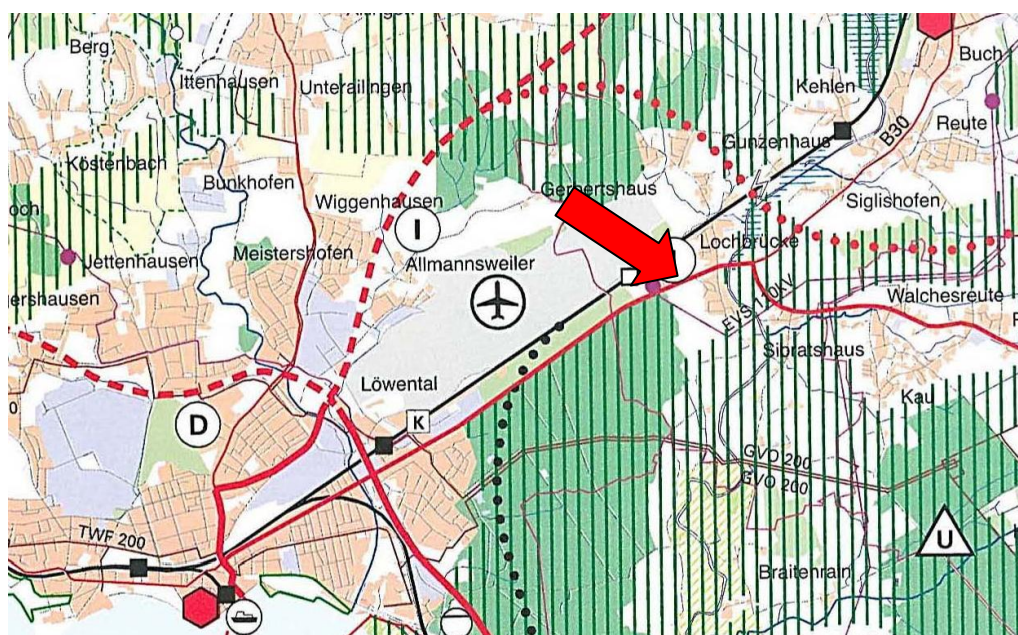 Berg
Ittenhausen
Unterailingen
Buch
Kehlen
Reute
B30
Köstenbach
Bunkhofen
Gunzenhaus
Wiggenhausen
Siglishofen
I
Lochbrücke
Jettenhausen
Meistershofen
Allmannsweiler
ershausen
Walchesreute
EVS 110KV
Sibratshaus
Löwental
Kau
K
D
GVO 200
GVO 200
TWF 200
U
Braitenrain